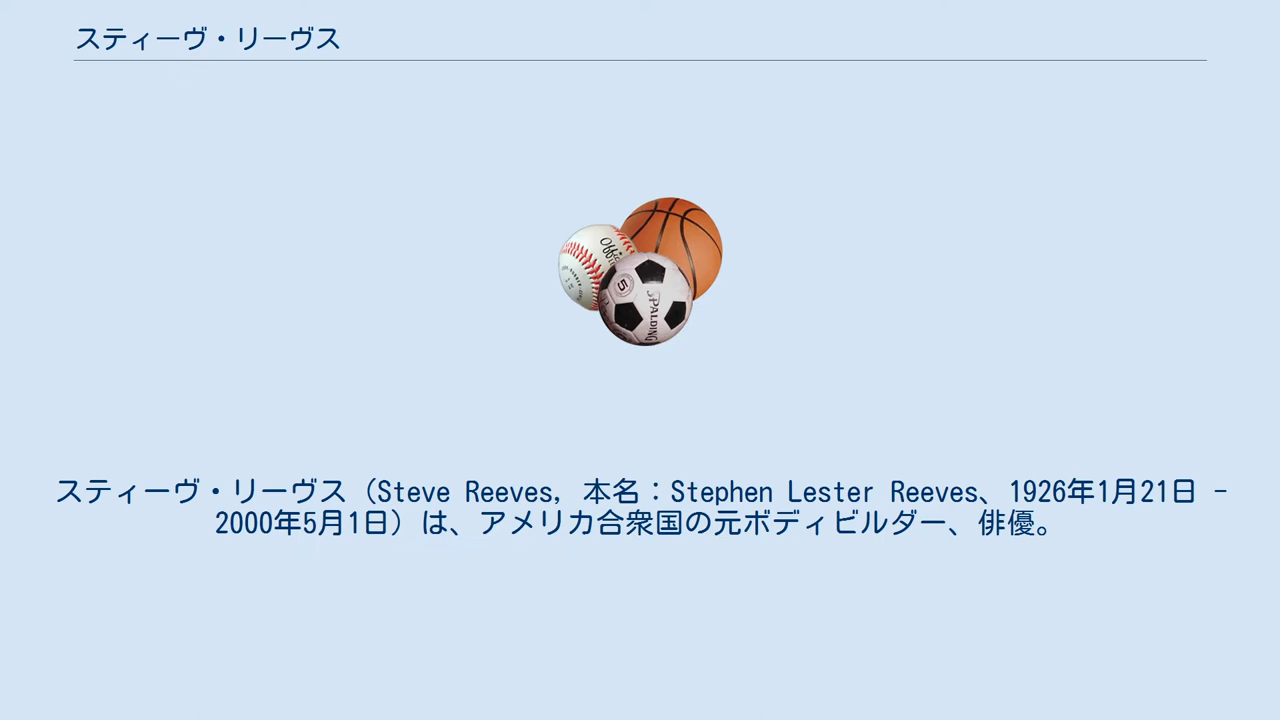 スティーヴ・リーヴス
Official
5
SPALDING
スティーヴ・リーヴス（Steve Reeves, 本名：Stephen Lester Reeves、1926年1月21日 -
2000年5月1日）は、アメリカ合衆国の元ボディビルダー、俳優。